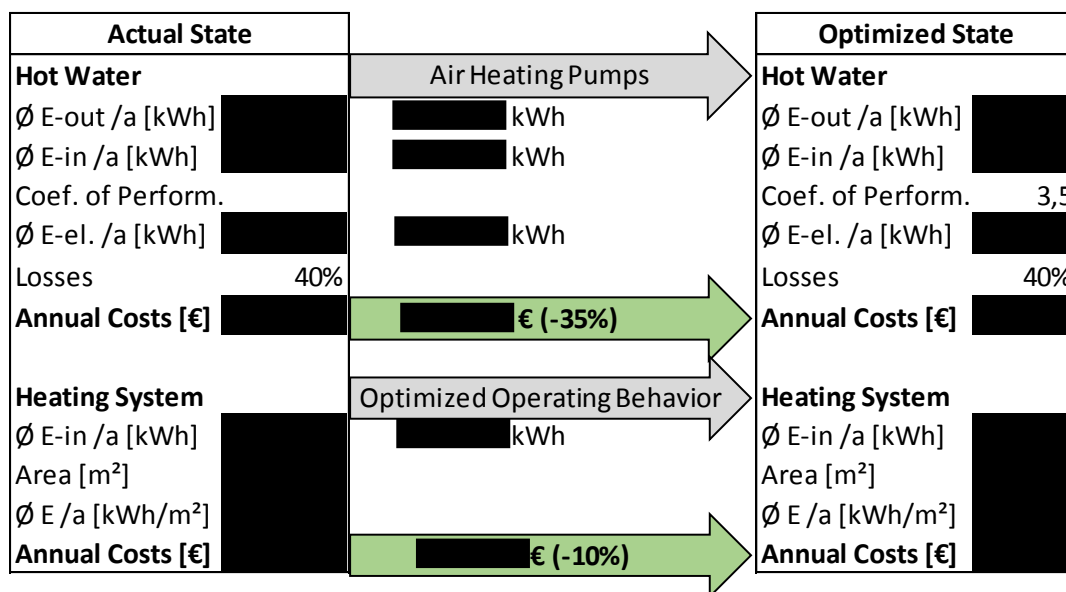 Actual State
Air Heating Pumps
Optimized State
Hot Water
Hot Water
Ø E-out /a [kWh]
kWh
Ø E-out /a [kWh]
Ø E-in /a [kWh]
kWh
Ø E-in /a [kWh]
Coef. of Perform.
Coef. of Perform. 3,5
Ø E-el. /a [kWh]
kWh
Ø E-el. /a [kWh]
Losses 40%
Losses 40%
Annual Costs [€]
€ (-35%)
Annual Costs [€]
Heating System
Optimized Operating Behavior
Heating System
Ø E-in /a [kWh]
kWh
Ø E-in /a [kWh]
Area [m²]
Area [m²]
Ø E /a [kWh/m²]
Ø E /a [kWh/m²]
Annual Costs [€]
€ (-10%)
Annual Costs [€]